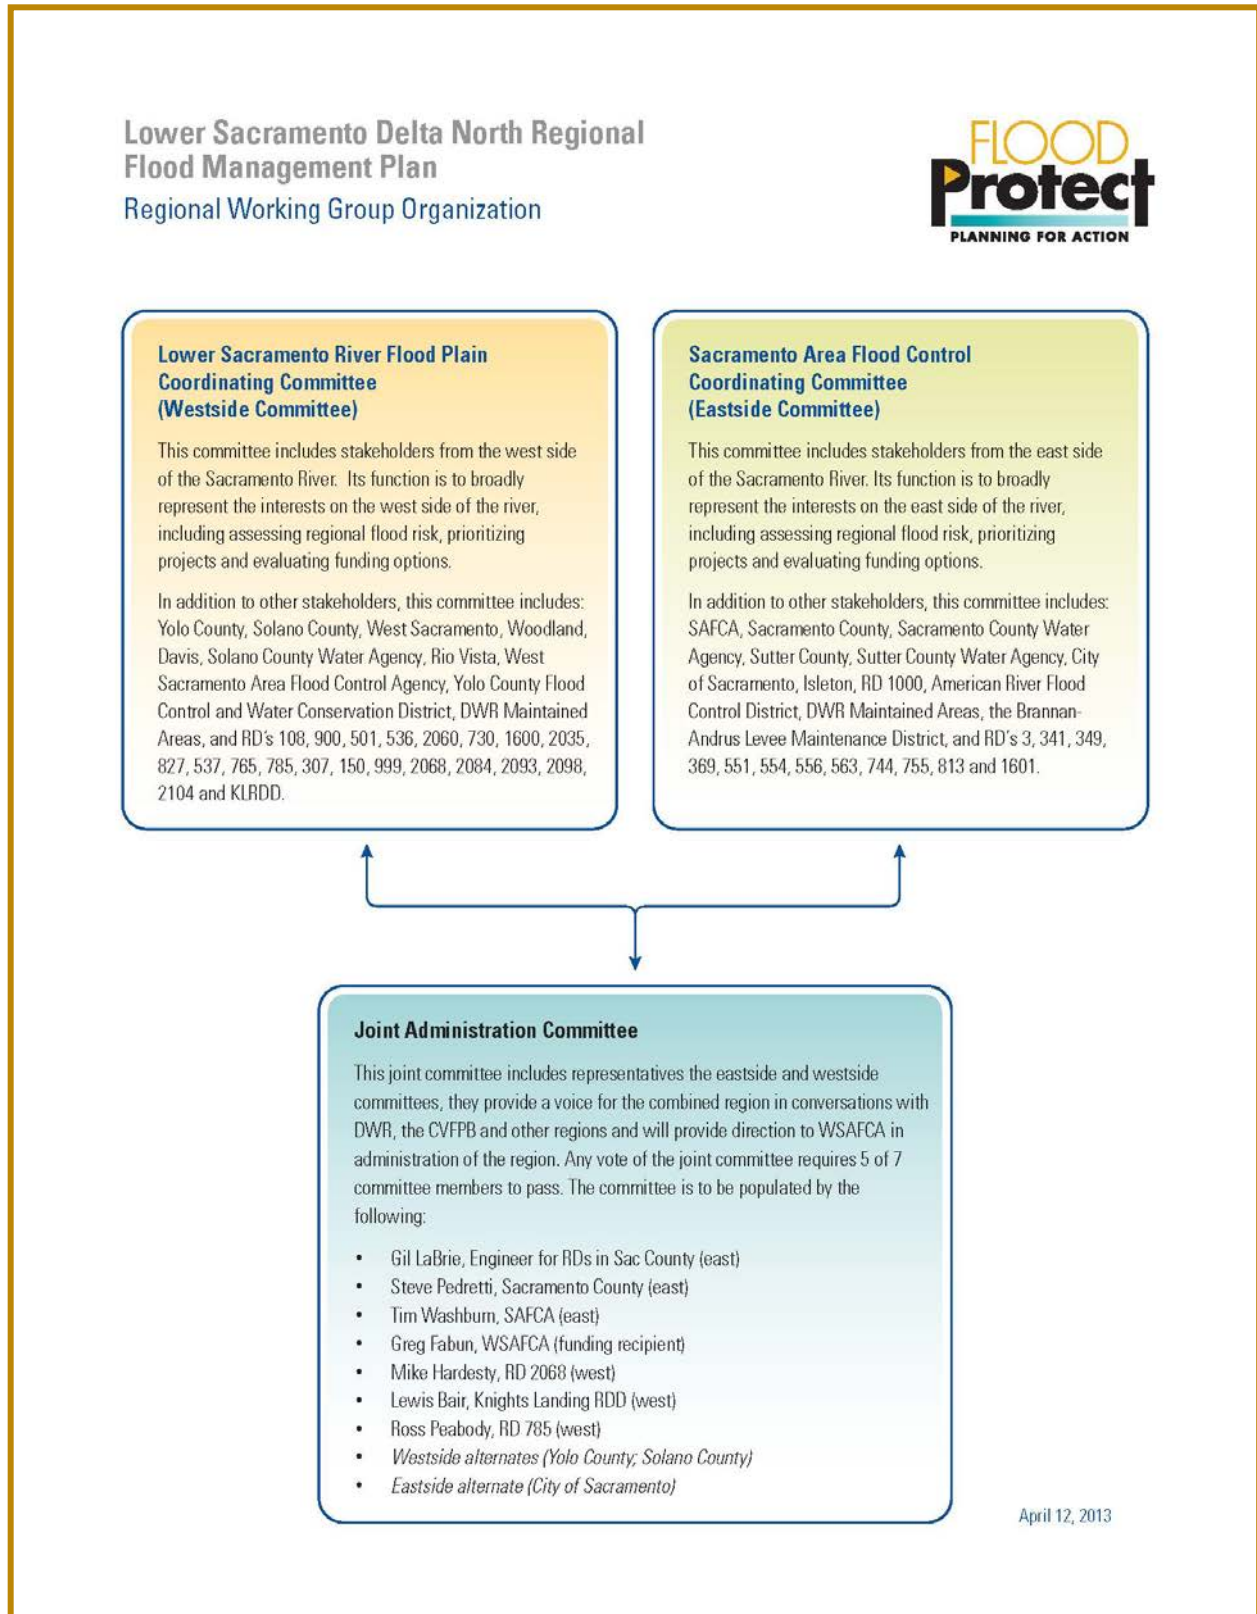 Lower Sacramento Delta North Regional
Flood Management Plan
Regional Working Group Organization
FLOOD
Protect
PLANNING FOR ACTION
Lower Sacramento River Flood Plain
Coordinating Committee
(Westside Committee)
This committee includes stakeholders from the west side
of the Sacramento River. Its function is to broadly
represent the interests on the west side of the river,
including assessing regional flood risk, prioritizing
projects and evaluating funding options.
In addition to other stakeholders, this committee includes:
Yolo County, Solano County, West Sacramento, Woodland,
Davis, Solano County Water Agency, Rio Vista, West
Sacramento Area Flood Control Agency, Yolo County Flood
Control and Water Conservation District, DWR Maintained
Areas, and RD's 108, 900, 501, 536, 2060, 730, 1600, 2035,
827, 537, 765, 785, 307, 150, 999, 2068, 2084, 2093, 2098,
2104 and KLRDD.
Sacramento Area Flood Control
Coordinating Committee
(Eastside Committee)
This committee includes stakeholders from the east side
of the Sacramento River. Its function is to broadly
represent the interests on the east side of the river,
including assessing regional flood risk, prioritizing
projects and evaluating funding options.
In addition to other stakeholders, this committee includes:
SAFCA, Sacramento County, Sacramento County Water
Agency, Sutter County, Sutter County Water Agency, City
of Sacramento, Isleton, RD 1000, American River Flood
Control District, DWR Maintained Areas, the Brannan-
Andrus Levee Maintenance District, and RD's 3, 341, 349,
369, 551, 554, 556, 563, 744, 755, 813 and 1601.
Joint Administration Committee
This joint committee includes representatives the eastside and westside
committees, they provide a voice for the combined region in conversations with
DWR, the CVFPB and other regions and will provide direction to WSAFCA in
administration of the region. Any vote of the joint committee requires 5 of 7
committee members to pass. The committee is to be populated by the
following:
• Gil LaBrie, Engineer for RDs in Sac County (east)
• Steve Pedretti, Sacramento County (east)
• Tim Washburn, SAFCA (east)
• Greg Fabun, WSAFCA (funding recipient)
• Mike Hardesty, RD 2068 (west)
• Lewis Bair, Knights Landing RDD (west)
• Ross Peabody, RD 785 (west)
• Westside alternates (Yolo County; Solano County)
• Eastside alternate (City of Sacramento)
April 12, 2013